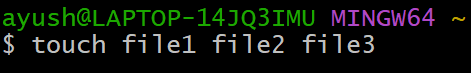 ayush@LAPTOP-14JQ3IMU MINGW64 ~
$ touch file1 file2 file3